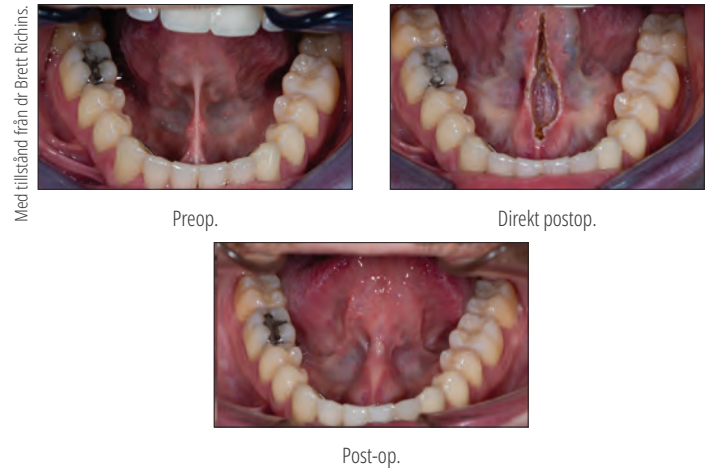 Med tillstånd från dr Brett Richins.
Preop.
Direkt postop.
Post-op.